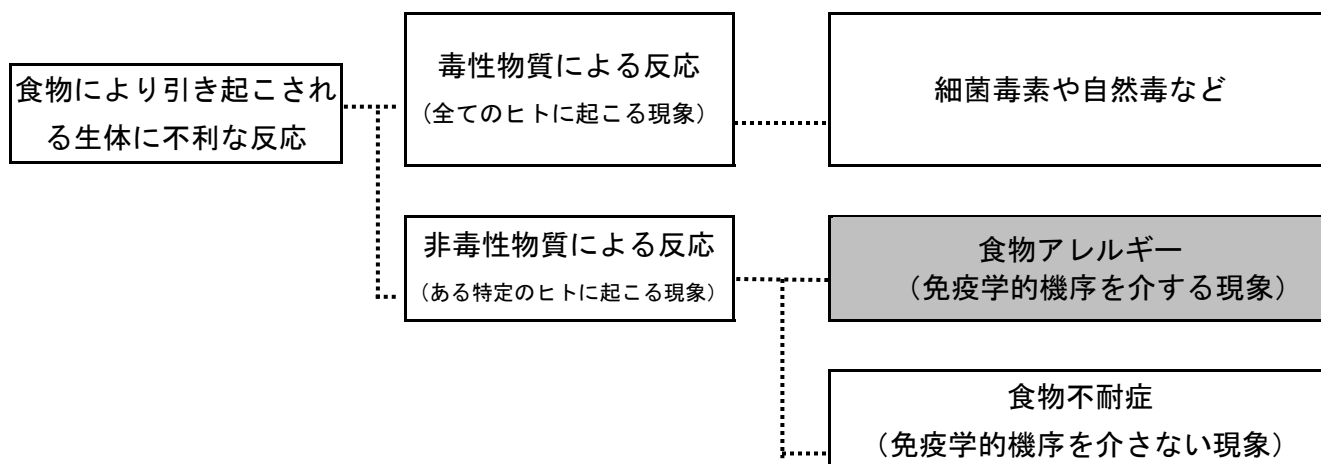 食物により引き起こされ
る生体に不利な反応
毒性物質による反応
（全てのヒトに起こる現象）
細菌毒素や自然毒など
非毒性物質による反応
（ある特定のヒトに起こる現象）
食物アレルギー
（免疫学的機序を介する現象）
食物不耐症
（免疫学的機序を介さない現象）